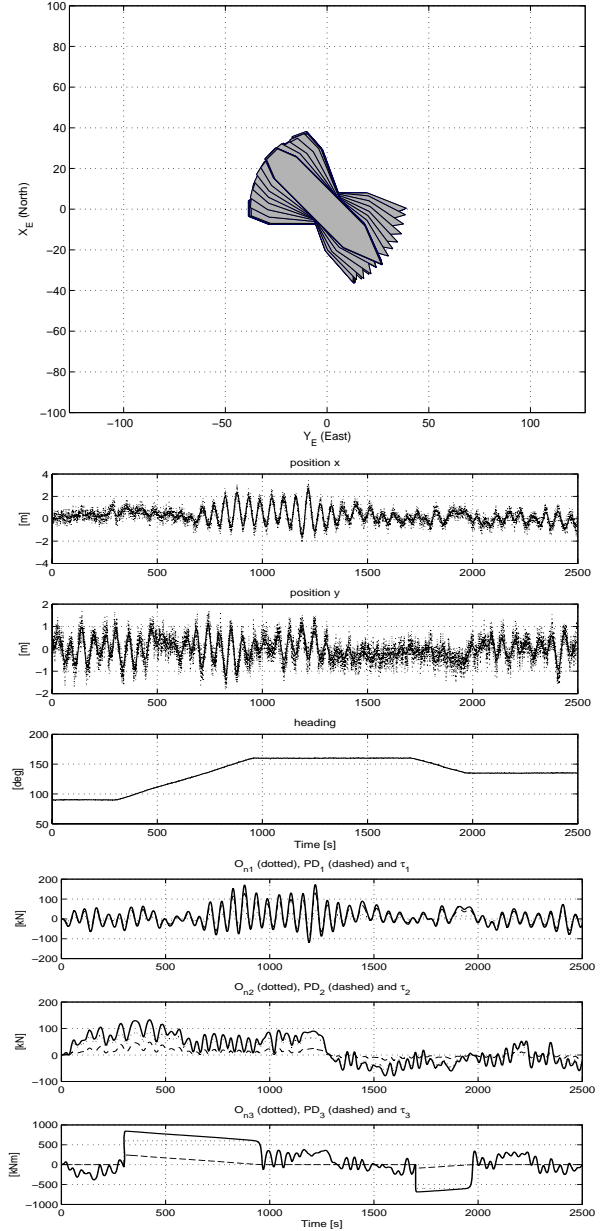 100
80
60
40
20
0
−20
−40
−60
−80
−100
X_E (North)
−100 −50 0 50 100
Y_E (East)
position x
4
2
0
−2
−4
[m]
0 500 1000 1500 2000 2500
position y
2
1
0
−1
−2
[m]
0 500 1000 1500 2000 2500
heading
200
150
100
50
[deg]
0 500 1000 1500 2000 2500
Time [s]
O_n1 (dotted), PD_1 (dashed) and τ_1
200
100
0
−100
−200
[kN]
0 500 1000 1500 2000 2500
O_n2 (dotted), PD_2 (dashed) and τ_2
200
100
0
−100
[kN]
0 500 1000 1500 2000 2500
O_n3 (dotted), PD_3 (dashed) and τ_3
1000
500
0
−500
−1000
[kNm]
0 500 1000 1500 2000 2500
Time [s]